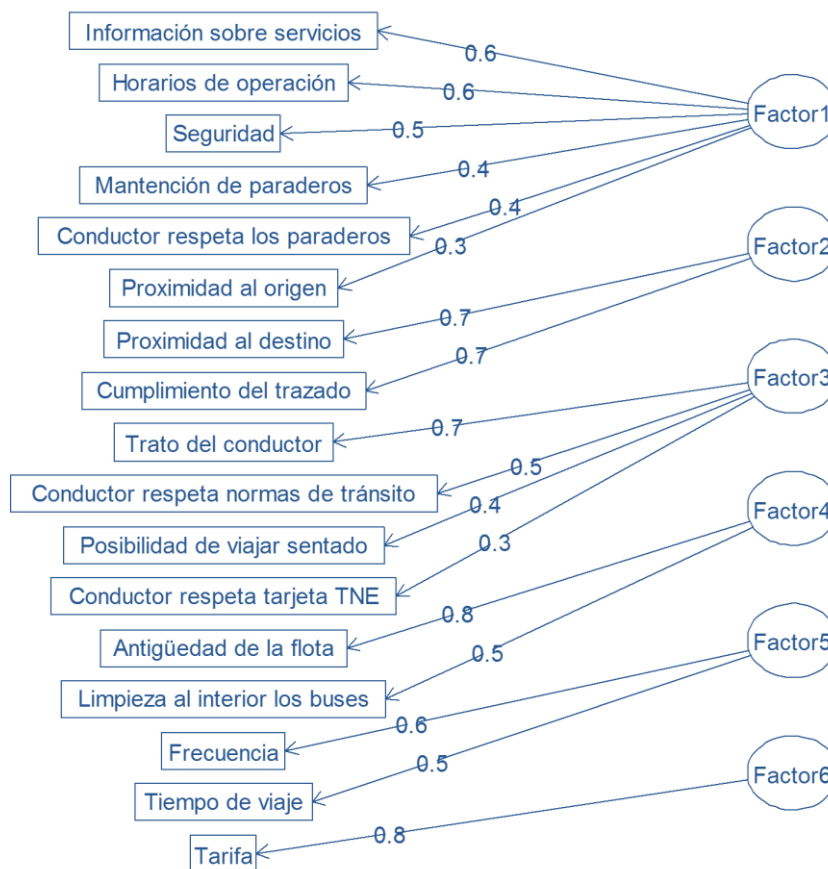 Información sobre servicios
0.6
Horarios de operación
0.6
Factor1
Seguridad
0.5
Mantención de paraderos
0.4
Conductor respeta los paraderos
0.4
Proximidad al origen
0.3
Factor2
Proximidad al destino
0.7
Cumplimiento del trazado
0.7
Factor3
Trato del conductor
0.7
Conductor respeta normas de tránsito
0.5
Posibilidad de viajar sentado
0.4
Factor4
Conductor respeta tarjeta TNE
0.3
Antigüedad de la flota
0.8
Limpieza al interior los buses
0.5
Factor5
Frecuencia
0.6
Tiempo de viaje
0.5
Factor6
Tarifa
0.8